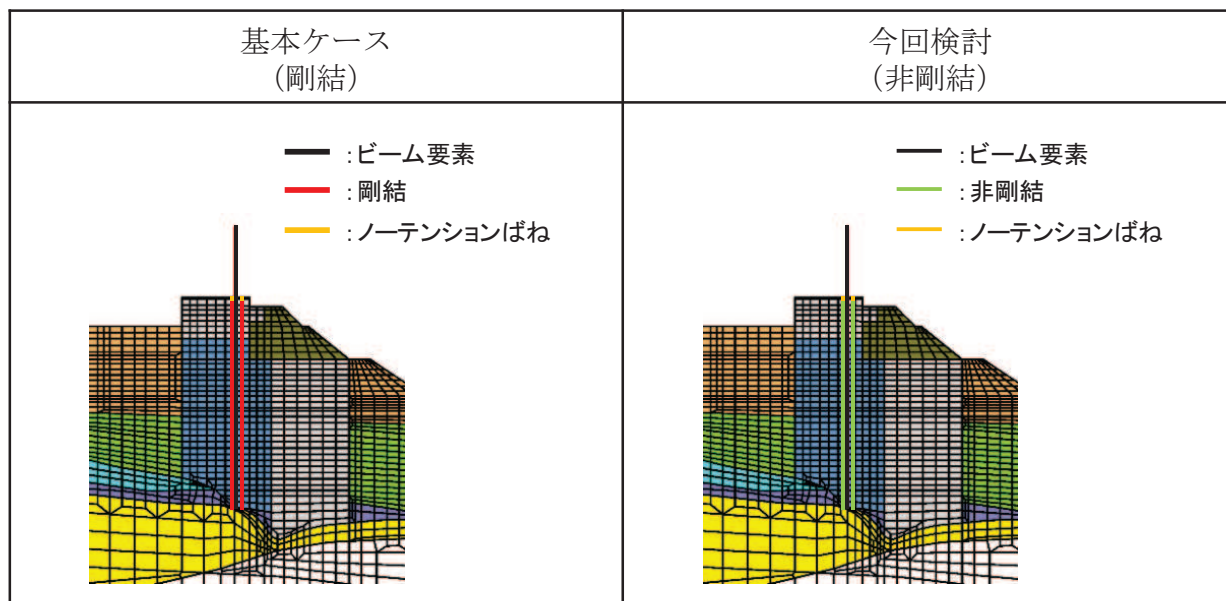 基本ケース
(剛結)
今回検討
(非剛結)
:ビーム要素
:剛結
:ノーテンションばね
:ビーム要素
:非剛結
:ノーテンションばね